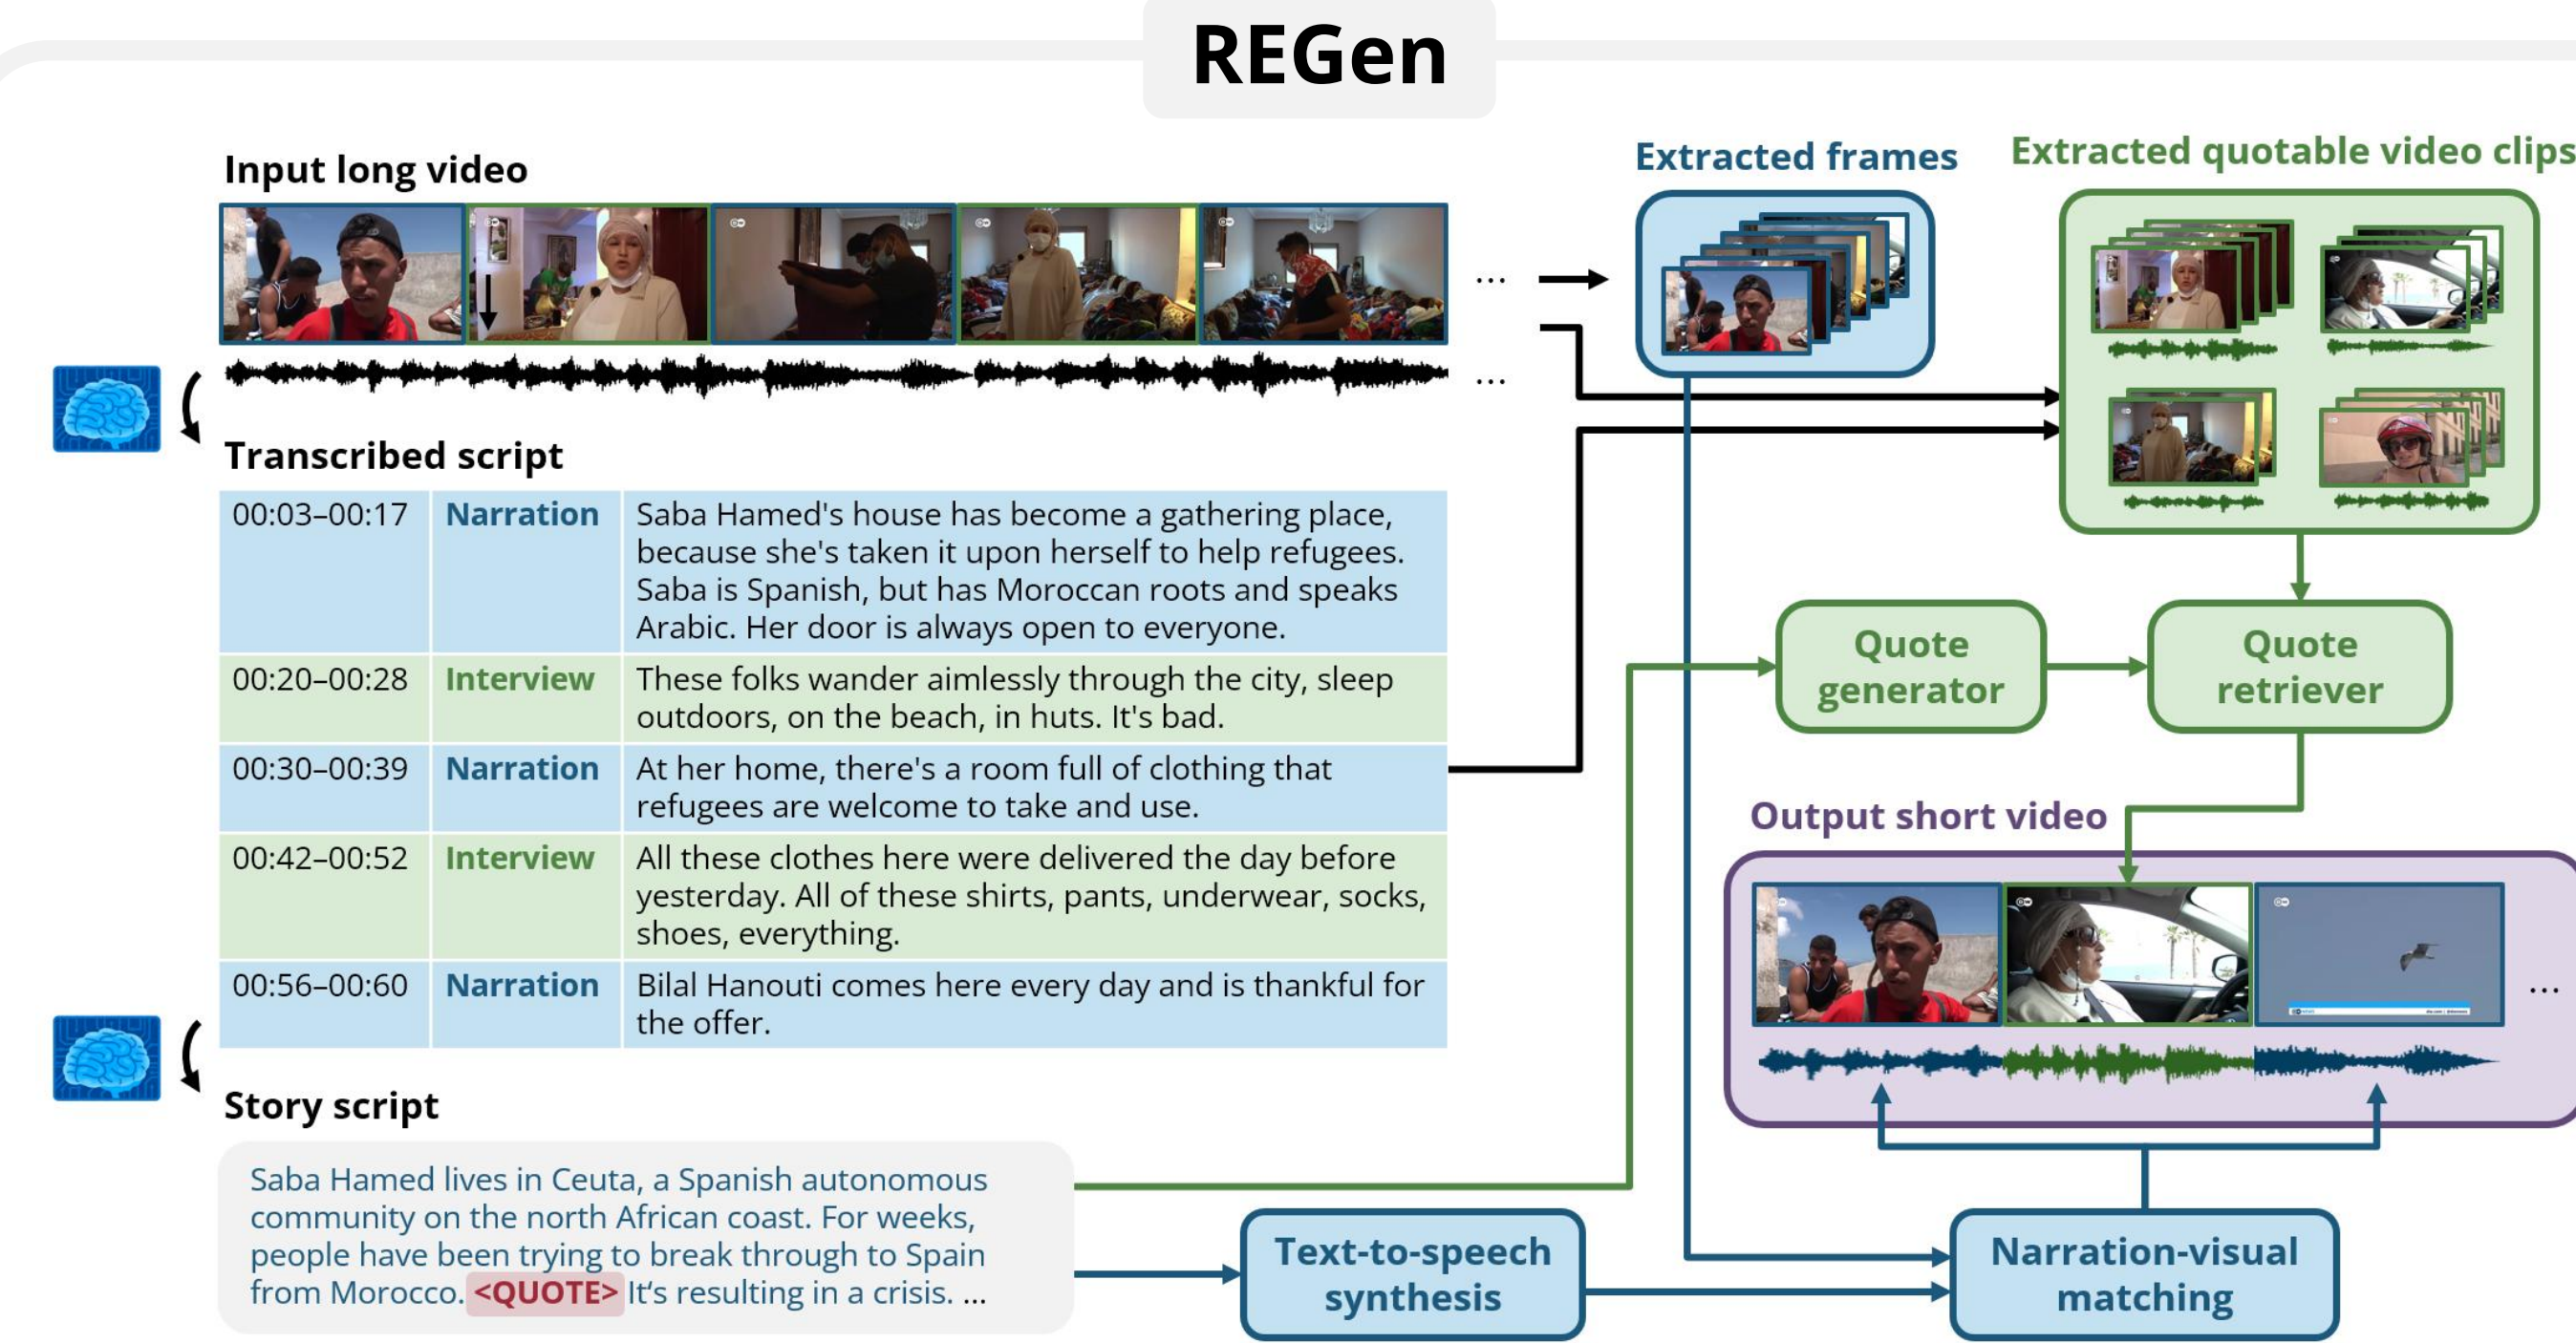 REGen
Input long video
...
...
Extracted frames
Extracted quotable video clips
Transcribed script
00:03–00:17 Narration Saba Hamed's house has become a gathering place,
because she's taken it upon herself to help refugees.
Saba is Spanish, but has Moroccan roots and speaks
Arabic. Her door is always open to everyone.
00:20–00:28 Interview These folks wander aimlessly through the city, sleep
outdoors, on the beach, in huts. It's bad.
00:30–00:39 Narration At her home, there's a room full of clothing that
refugees are welcome to take and use.
00:42–00:52 Interview All these clothes here were delivered the day before
yesterday. All of these shirts, pants, underwear, socks,
shoes, everything.
00:56–00:60 Narration Bilal Hanouti comes here every day and is thankful for
the offer.
Story script
Saba Hamed lives in Ceuta, a Spanish autonomous
community on the north African coast. For weeks,
people have been trying to break through to Spain
from Morocco. <QUOTE> It‘s resulting in a crisis. ...
Quote
generator
Quote
retriever
Output short video
...
Text-to-speech
synthesis
Narration-visual
matching